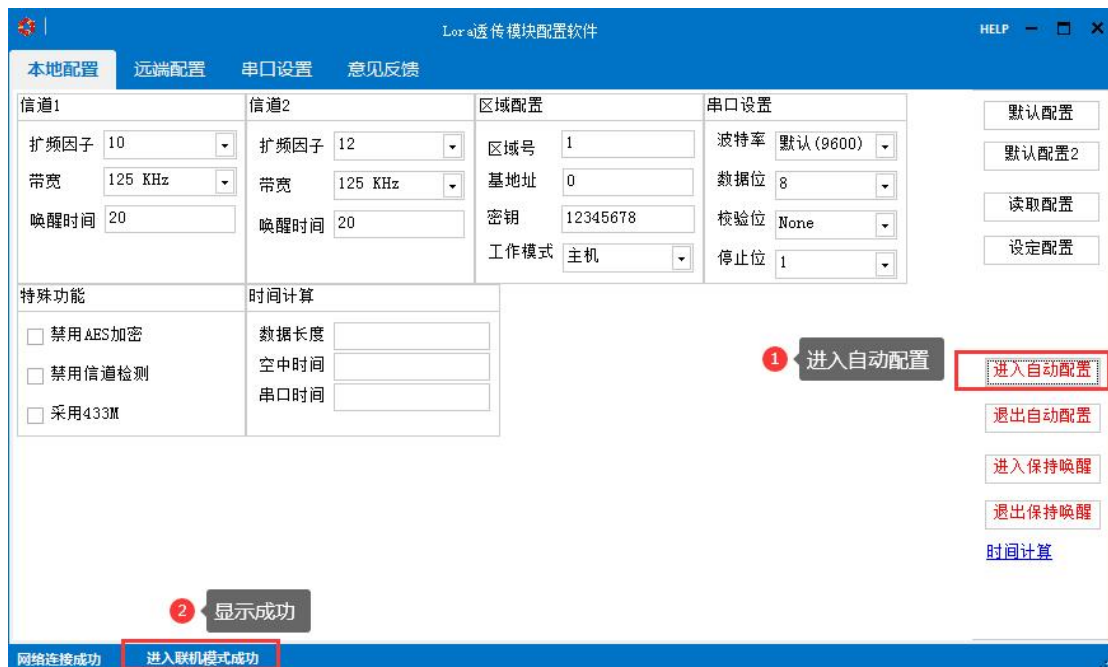 Lora透传模块配置软件
HELP
本地配置 远端配置 串口设置 意见反馈
信道1
扩频因子 10
带宽 125 KHz
唤醒时间 20
信道2
扩频因子 12
带宽 125 KHz
唤醒时间 20
区域配置
区域号 1
基地址 0
密钥 12345678
工作模式 主机
串口设置
波特率 默认(9600)
数据位 8
校验位 None
停止位 1
默认配置
默认配置2
读取配置
设定配置
特殊功能
禁用AES加密
禁用信道检测
采用433M
时间计算
数据长度
空中时间
串口时间
1 进入自动配置
进入自动配置
退出自动配置
进入保持唤醒
退出保持唤醒
时间计算
2 显示成功
网络连接成功 进入联机模式成功